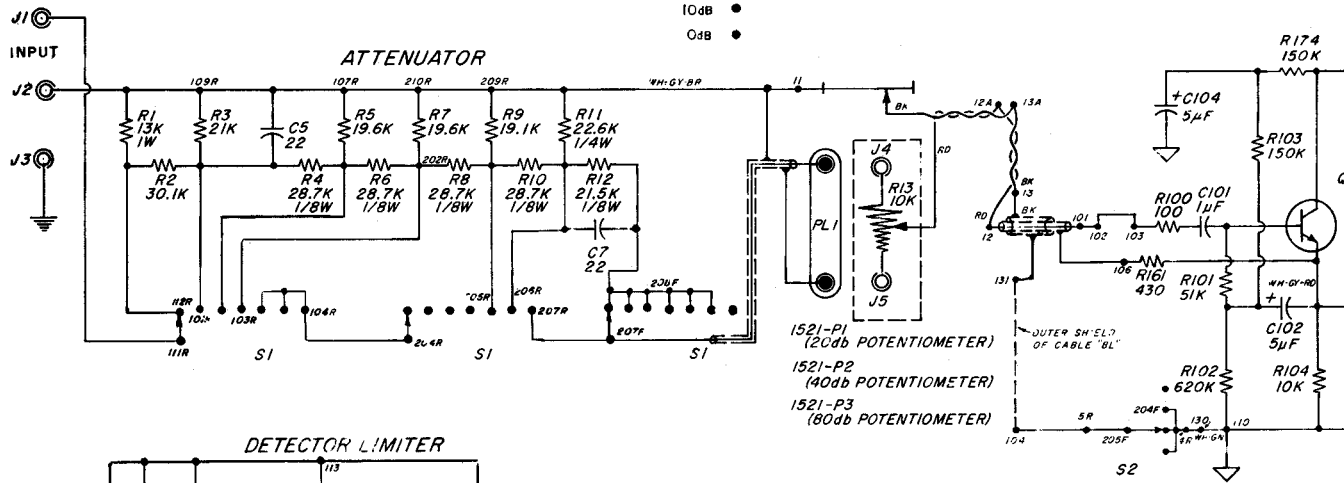 J1
INPUT
J2
J3
10dB
0dB
ATTENUATOR
109R
107R
210R
209R
WH-GY-BR
11
R1
13K
1W
R3
21K
C5
22
R5
19.6K
R7
19.6K
R9
19.1K
R11
22.6K
1/4W
R2
30.1K
R4
28.7K
1/8W
R6
28.7K
1/8W
202R
R8
28.7K
1/8W
R10
28.7K
1/8W
R12
21.5K
1/8W
C7
22
112R
103R
104R
111R
S1
206R
207R
204R
S1
208F
207F
S1
PL1
J4
R13
10K
J5
BK
RD
12A
13A
BK
13
RD
BK
12
101
102
103
131
106
1521-P1
(20db POTENTIOMETER)
1521-P2
(40db POTENTIOMETER)
1521-P3
(80db POTENTIOMETER)
OUTER SHIELD
OF CABLE "BL"
104
5R
205F
204F
4R
130
WH-GN
110
S2
R174
150K
+
C104
5µF
R103
150K
R100
100
C101
1µF
R161
430
R101
51K
WH-GY-RD
+
C102
5µF
R102
620K
R104
10K
Q
DETECTOR LIMITER
113